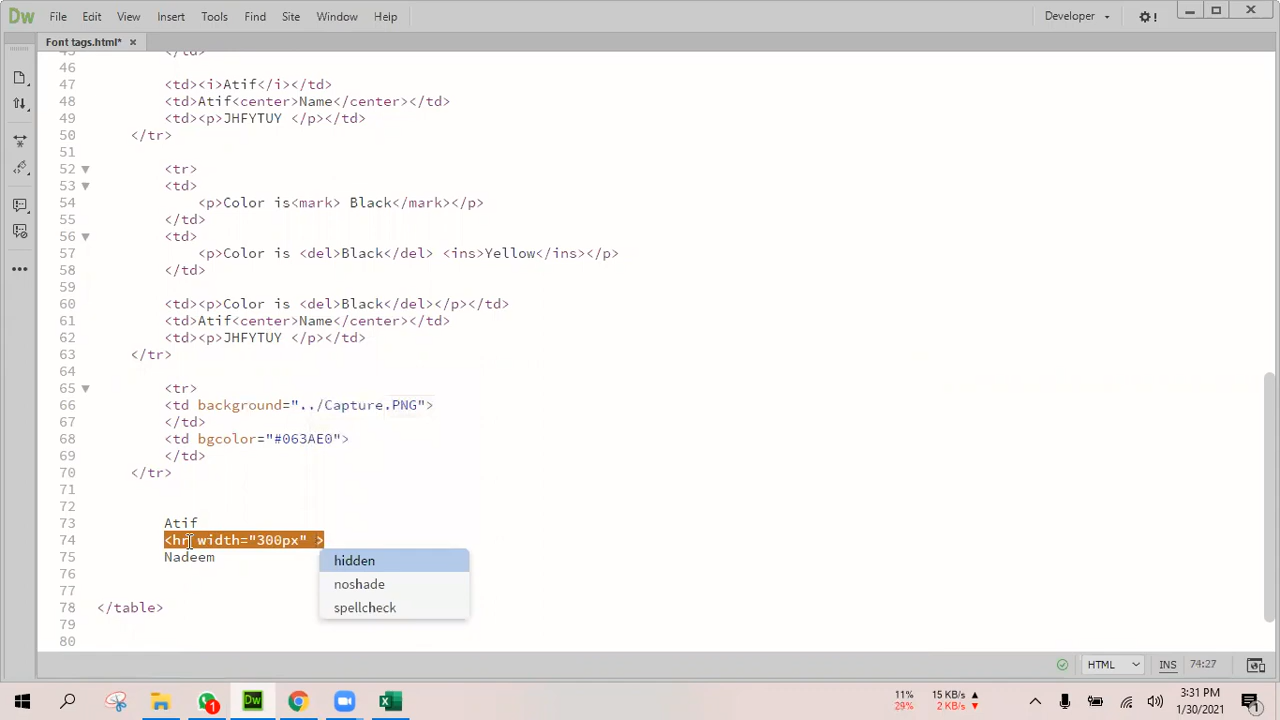 Dw File Edit View Insert Tools Find Site Window Help Developer
Font tags.html*
45 </td>
46
47 <td><i>Atif</i></td>
48 <td>Atif<center>Name</center></td>
49 <td><p>JHFYTUY </p></td>
50 </tr>
51
52 <tr>
53 <td>
54 <p>Color is<mark> Black</mark></p>
55 </td>
56 <td>
57 <p>Color is <del>Black</del> <ins>Yellow</ins></p>
58 </td>
59
60 <td><p>Color is <del>Black</del></p></td>
61 <td>Atif<center>Name</center></td>
62 <td><p>JHFYTUY </p></td>
63 </tr>
64
65 <tr>
66 <td background="../Capture.PNG">
67 </td>
68 <td bgcolor="#063AE0">
69 </td>
70 </tr>
71
72
73 Atif
74 <hr width="300px" >
75 Nadeem
hidden
76
noshade
77
78 </table>
spellcheck
79
80
HTML INS 74:27
Dw 1 11% 29% 15 KB/s 2 KB/s 3:31 PM 1/30/2021 1